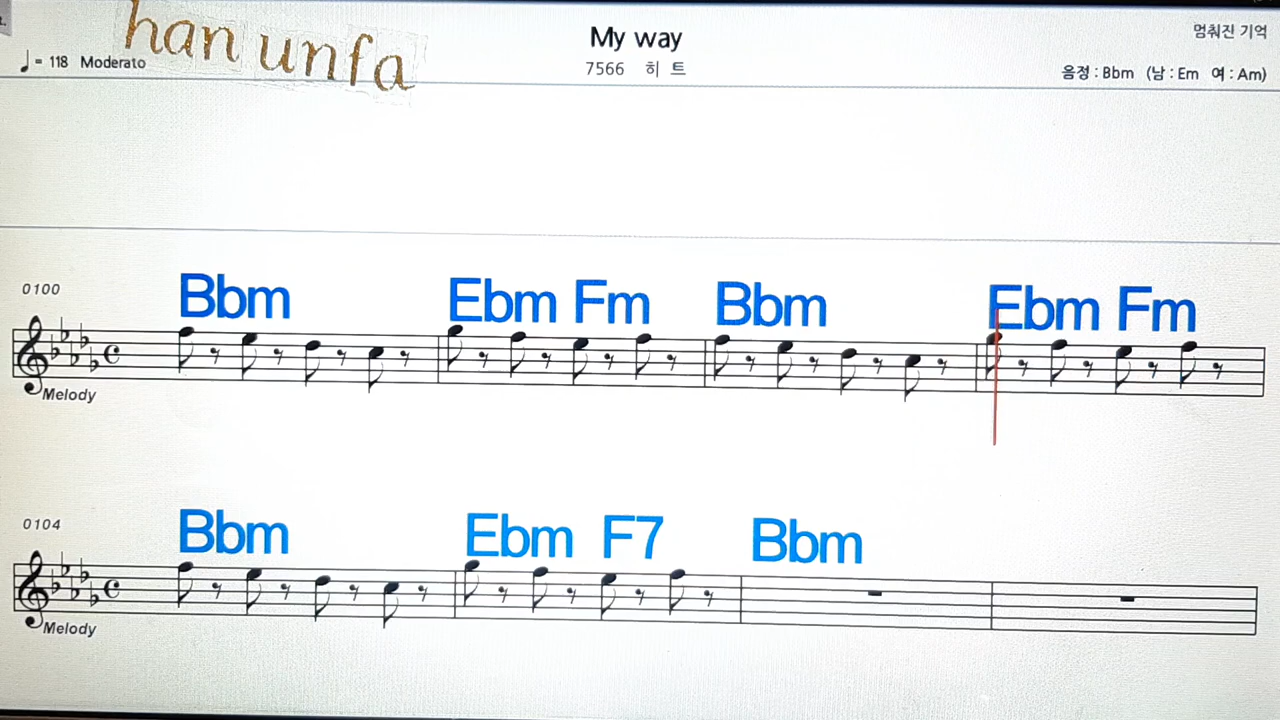 han unfa
My way
멈춰진 기억
♩= 118 Moderato
7566 히 트
음정 : Bbm (남 : Em 여 : Am)
0100
Bbm Ebm Fm Bbm Ebm Fm
Melody
0104
Bbm Ebm F7 Bbm
Melody